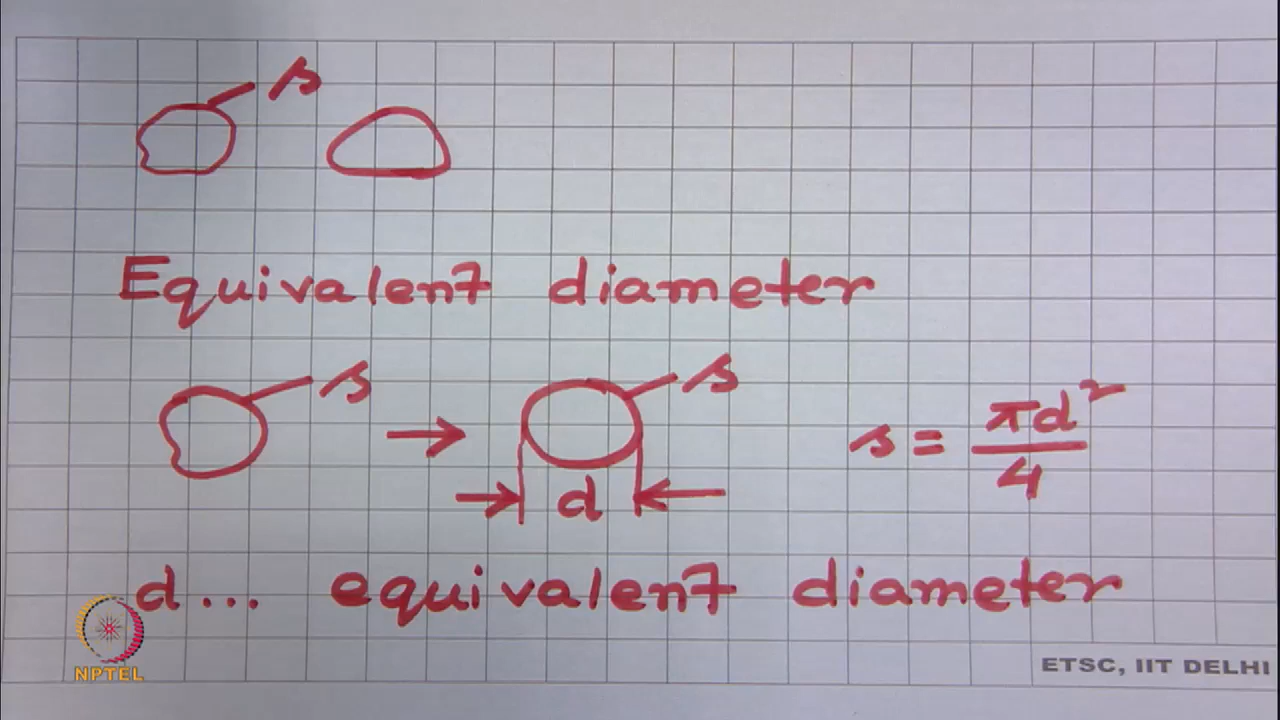 s
Equivalent diameter
s → s s = πd²/4
d
d... equivalent diameter
NPTEL
ETSC, IIT DELHI